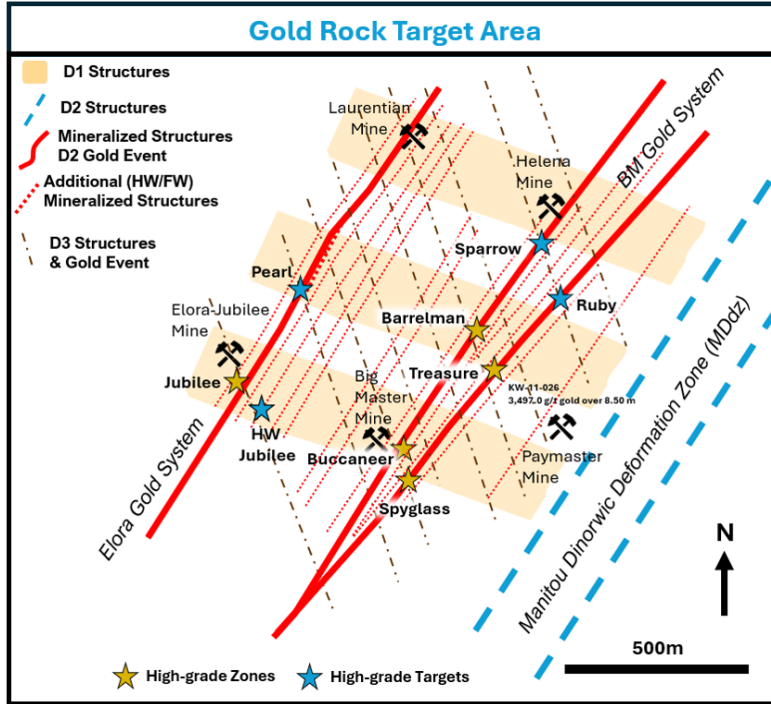 Gold Rock Target Area
D1 Structures
D2 Structures
Mineralized Structures
D2 Gold Event
Additional (HW/FW)
Mineralized Structures
D3 Structures
& Gold Event
Laurentian
Mine
Helena
Mine
BM Gold System
Sparrow
Pearl
Ruby
Elora-Jubilee
Mine
Barrelman
Treasure
KW-11-026
3,497.0 g/t gold over 8.50 m
Jubilee
Big
Master
Mine
HW
Jubilee
Buccaneer
Paymaster
Mine
Spyglass
Elora Gold System
Manitou Dinorwic Deformation Zone (MDdz)
N
500m
High-grade Zones
High-grade Targets